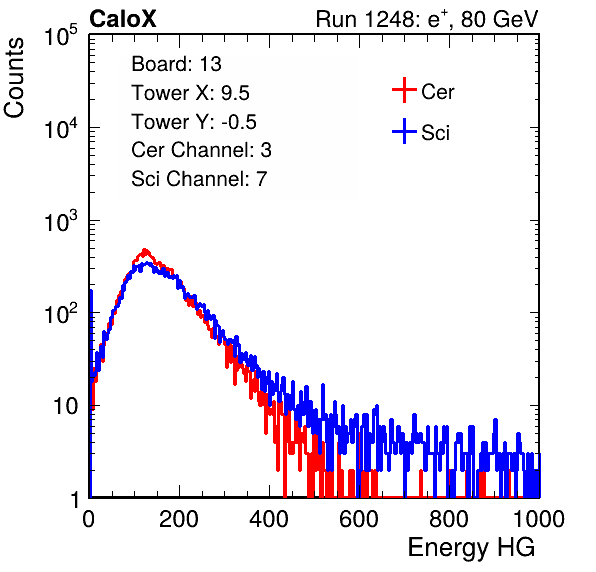 CaloX Run 1248: e⁺, 80 GeV
Board: 13
Tower X: 9.5
Tower Y: -0.5
Cer Channel: 3
Sci Channel: 7
Cer
Sci
Counts
10⁵
10⁴
10³
10²
10
1
0 200 400 600 800 1000
Energy HG